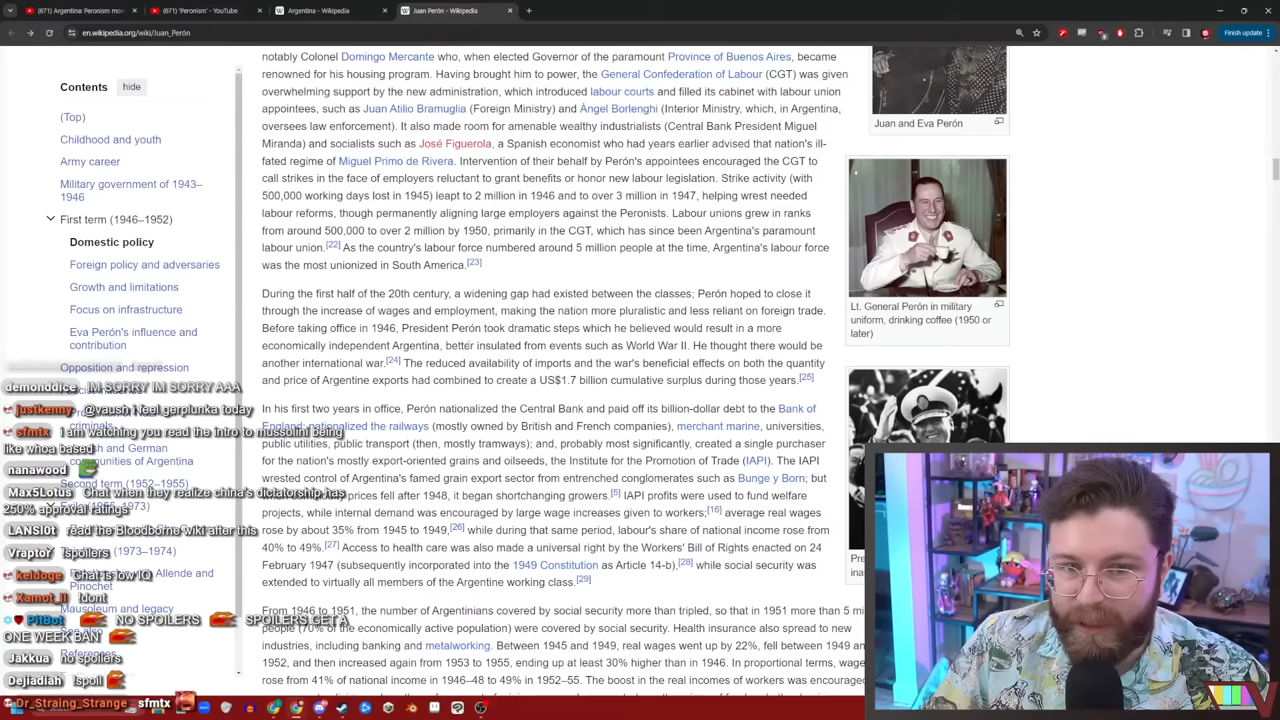 (671) Argentina: Peronism mov
(671) 'Peronism' - YouTube
Argentina - Wikipedia
Juan Perón - Wikipedia
en.wikipedia.org/wiki/Juan_Perón
Finish update
Contents hide
(Top)
Childhood and youth
Army career
Military government of 1943–
1946
First term (1946–1952)
Domestic policy
Foreign policy and adversaries
Growth and limitations
Focus on infrastructure
Eva Perón's influence and
contribution
Opposition and repression
communities of Argentina
Second term (1952–1955)
(1973–1974)
Allende and
Pinochet
Mausoleum and legacy
References
demonddice IM SORRY IM SORRY AAA
justkenny @vaush I feel gerplunka today
sfmtx I am watching you read the intro to mussolini being
like whoa based
nanawood
Max5Lotus Chat when they realize china's dictatorship has
250% approval ratings
LANSl0t read the Bloodborne wiki after this
Vraptor !spoilers
keldoge Chat is low IQ
Xamot_II !dont
PitBot NO SPOILERS SPOILERS GET A
ONE WEEK BAN
Jakkua no spoilers
Dejiadiah !spoil
Dr_Straing_Strange sfmtx
notably Colonel Domingo Mercante who, when elected Governor of the paramount Province of Buenos Aires, became
renowned for his housing program. Having brought him to power, the General Confederation of Labour (CGT) was given
overwhelming support by the new administration, which introduced labour courts and filled its cabinet with labour union
appointees, such as Juan Atilio Bramuglia (Foreign Ministry) and Ángel Borlenghi (Interior Ministry, which, in Argentina,
oversees law enforcement). It also made room for amenable wealthy industrialists (Central Bank President Miguel
Miranda) and socialists such as José Figuerola, a Spanish economist who had years earlier advised that nation's ill-
fated regime of Miguel Primo de Rivera. Intervention of their behalf by Perón's appointees encouraged the CGT to
call strikes in the face of employers reluctant to grant benefits or honor new labour legislation. Strike activity (with
500,000 working days lost in 1945) leapt to 2 million in 1946 and to over 3 million in 1947, helping wrest needed
labour reforms, though permanently aligning large employers against the Peronists. Labour unions grew in ranks
from around 500,000 to over 2 million by 1950, primarily in the CGT, which has since been Argentina's paramount
labour union.[22] As the country's labour force numbered around 5 million people at the time, Argentina's labour force
was the most unionized in South America.[23]
During the first half of the 20th century, a widening gap had existed between the classes; Perón hoped to close it
through the increase of wages and employment, making the nation more pluralistic and less reliant on foreign trade.
Before taking office in 1946, President Perón took dramatic steps which he believed would result in a more
economically independent Argentina, better insulated from events such as World War II. He thought there would be
another international war.[24] The reduced availability of imports and the war's beneficial effects on both the quantity
and price of Argentine exports had combined to create a US$1.7 billion cumulative surplus during those years.[25]
In his first two years in office, Perón nationalized the Central Bank and paid off its billion-dollar debt to the Bank of
England; nationalized the railways (mostly owned by British and French companies), merchant marine, universities,
public utilities, public transport (then, mostly tramways); and, probably most significantly, created a single purchaser
for the nation's mostly export-oriented grains and oilseeds, the Institute for the Promotion of Trade (IAPI). The IAPI
wrested control of Argentina's famed grain export sector from entrenched conglomerates such as Bunge y Born; but
prices fell after 1948, it began shortchanging growers.[5] IAPI profits were used to fund welfare
projects, while internal demand was encouraged by large wage increases given to workers;[16] average real wages
rose by about 35% from 1945 to 1949,[26] while during that same period, labour's share of national income rose from
40% to 49%.[27] Access to health care was also made a universal right by the Workers' Bill of Rights enacted on 24
February 1947 (subsequently incorporated into the 1949 Constitution as Article 14-b),[28] while social security was
extended to virtually all members of the Argentine working class.[29]
From 1946 to 1951, the number of Argentinians covered by social security more than tripled, so that in 1951 more than 5 mi
people (70% of the economically active population) were covered by social security. Health insurance also spread to new
industries, including banking and metalworking. Between 1945 and 1949, real wages went up by 22%, fell between 1949 and
1952, and then increased again from 1953 to 1955, ending up at least 30% higher than in 1946. In proportional terms, wage
rose from 41% of national income in 1946–48 to 49% in 1952–55. The boost in the real incomes of workers was encouraged
Juan and Eva Perón
Lt. General Perón in military
uniform, drinking coffee (1950 or
later)